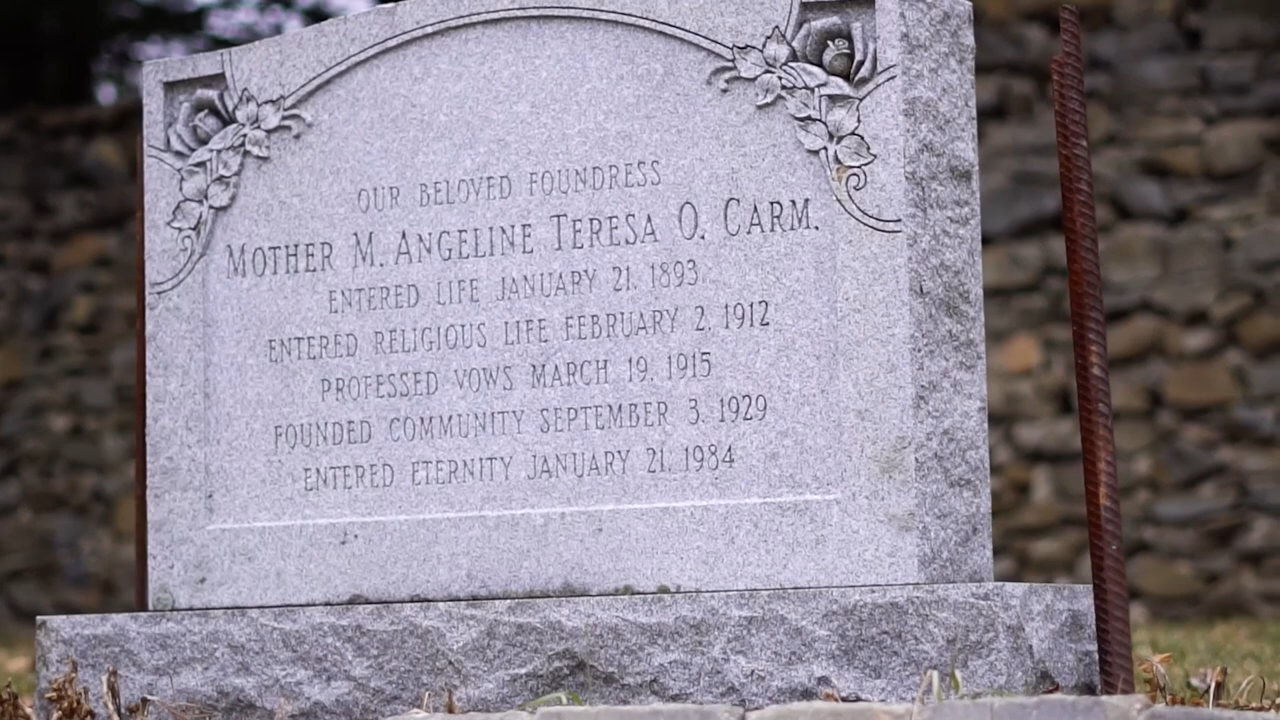 OUR BELOVED FOUNDRESS
MOTHER M. ANGELINE TERESA O. CARM.
ENTERED LIFE JANUARY 21. 1893
ENTERED RELIGIOUS LIFE FEBRUARY 2. 1912
PROFESSED VOWS MARCH 19. 1915
FOUNDED COMMUNITY SEPTEMBER 3. 1929
ENTERED ETERNITY JANUARY 21. 1984